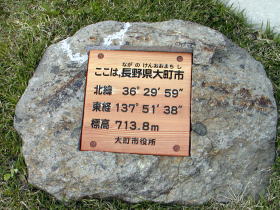 ながのけんおおまちし
ここは、長野県大町市
北緯 36°29′59″
東経 137°51′38″
標高 713.8m
大町市役所